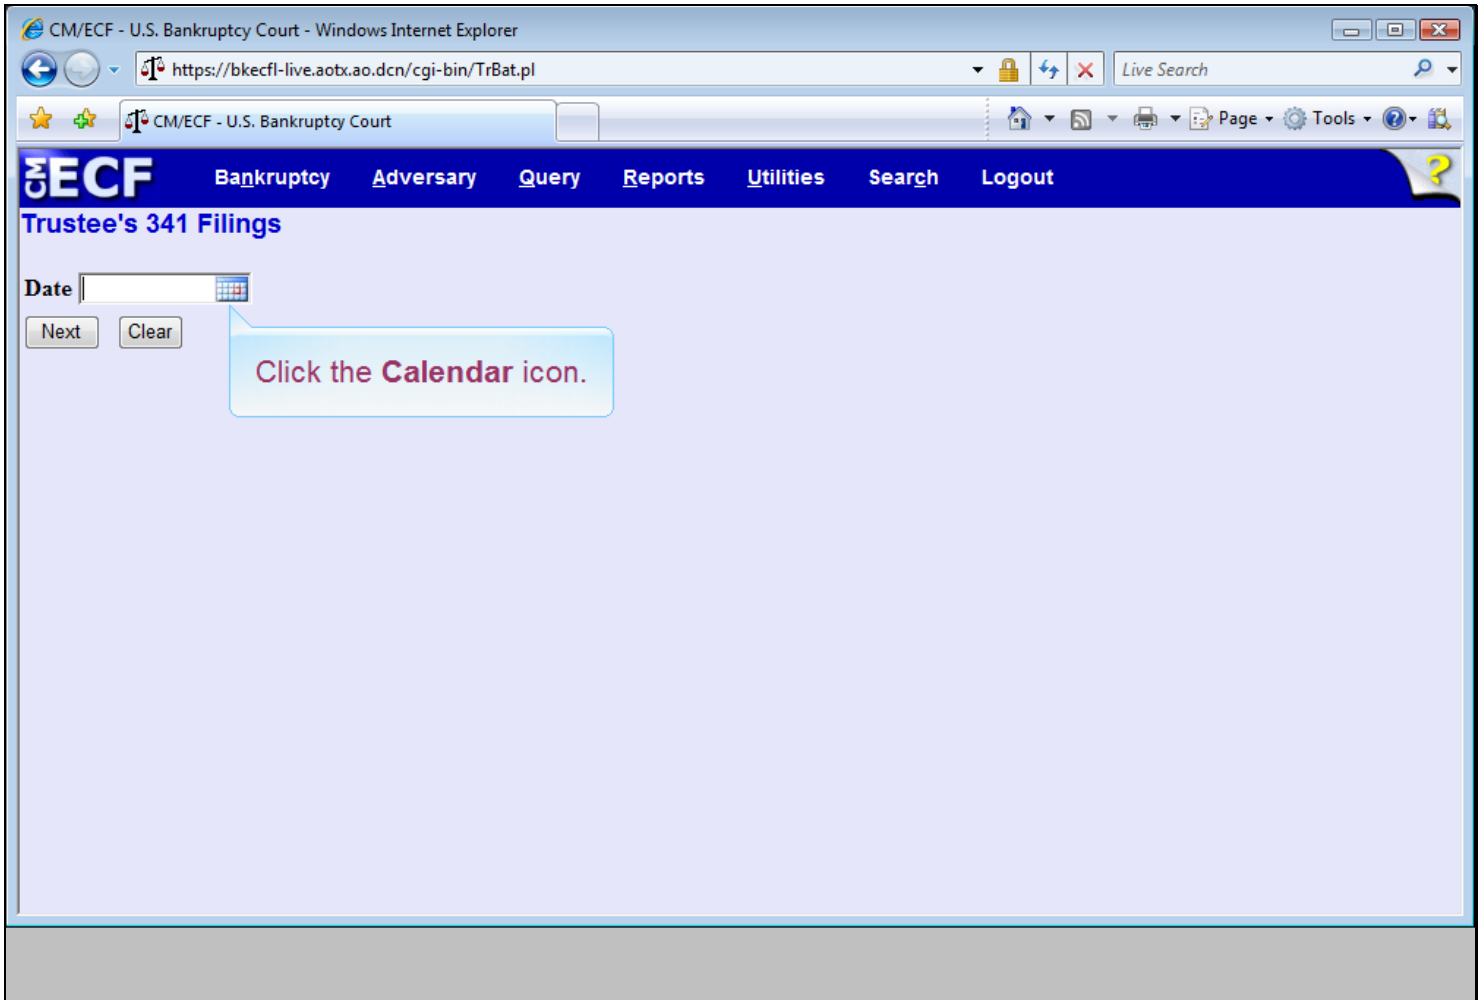 CM/ECF - U.S. Bankruptcy Court - Windows Internet Explorer
https://bkecfl-live.aotx.ao.dcn/cgi-bin/TrBat.pl
Live Search
CM/ECF - U.S. Bankruptcy Court
Page
Tools
CM ECF Bankruptcy Adversary Query Reports Utilities Search Logout ?
Trustee's 341 Filings
Date
Next Clear
Click the Calendar icon.